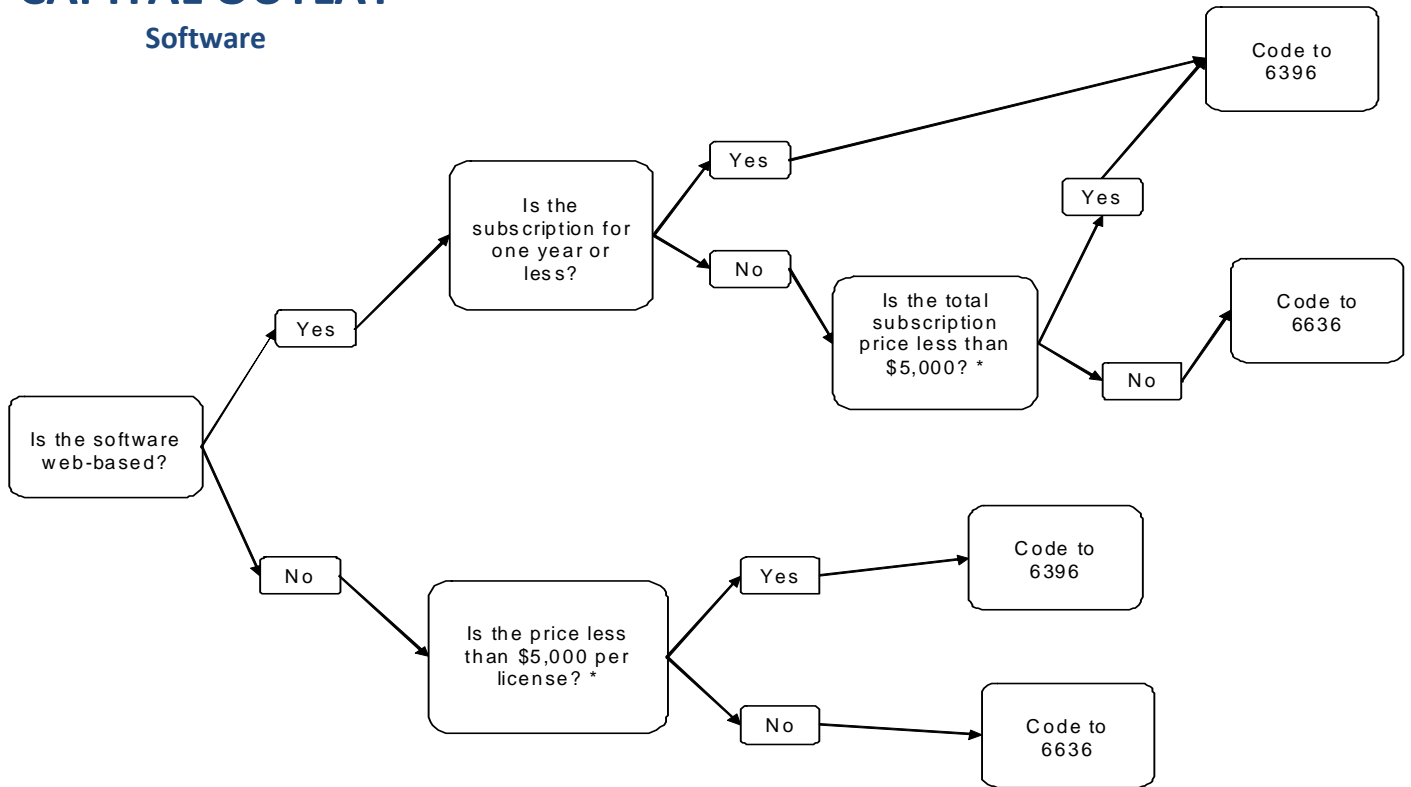 CAPITAL OUTLAY
Software
Code to
6396
Yes
Is the
subscription for
one year or
less?
Yes
No
Is the total
subscription
price less than
$5,000? *
Code to
6636
Yes
No
Is the software
web-based?
Code to
6396
No
Yes
Is the price less
than $5,000 per
license? *
No
Code to
6636